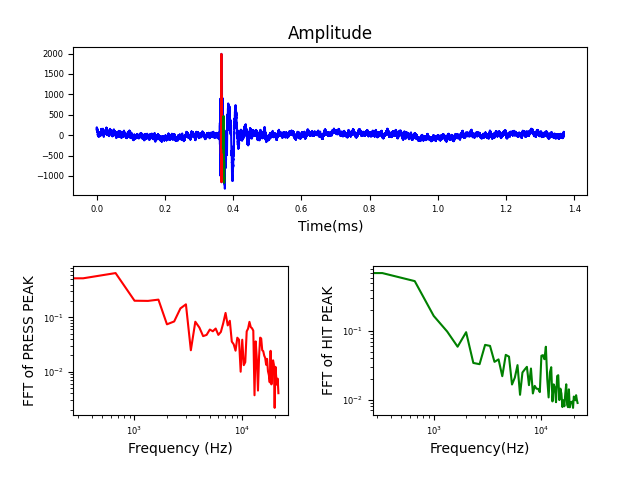 Amplitude
2000
1500
1000
500
0
−500
−1000
0.0 0.2 0.4 0.6 0.8 1.0 1.2 1.4
Time(ms)
FFT of PRESS PEAK
10⁻¹
10⁻²
10³ 10⁴
Frequency (Hz)
FFT of HIT PEAK
10⁻¹
10⁻²
10³ 10⁴
Frequency(Hz)